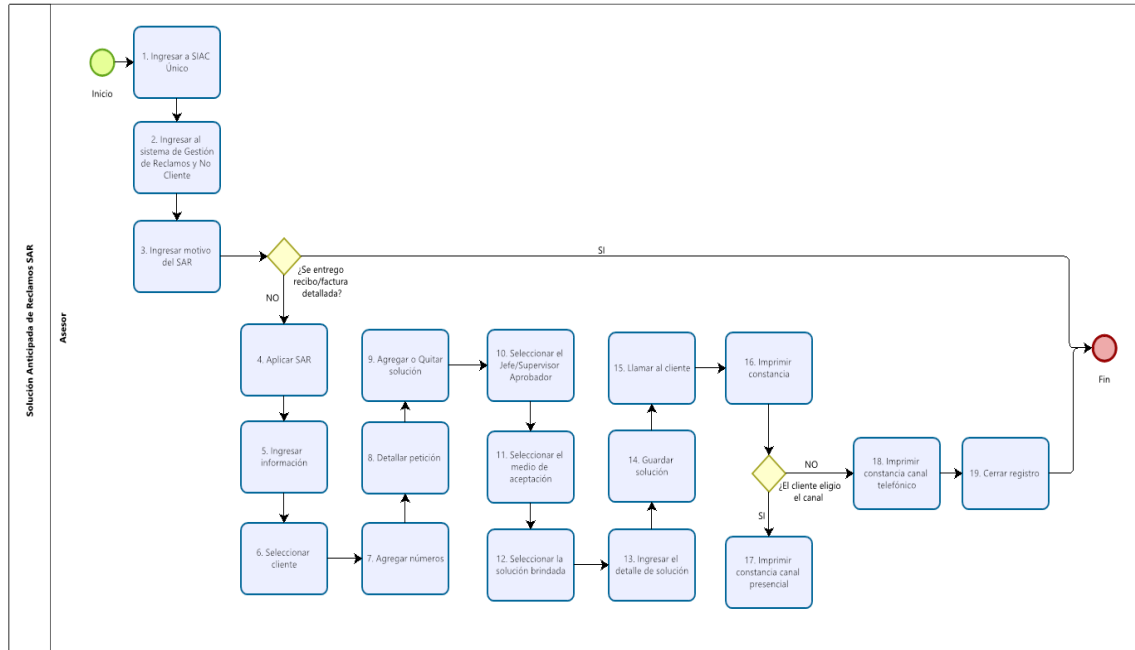 Solución Anticipada de Reclamos SAR
Asesor
Inicio
1. Ingresar a SIAC
Único
2. Ingresar al
sistema de Gestión
de Reclamos y No
Cliente
3. Ingresar motivo
del SAR
¿Se entrego
recibo/factura
detallada?
SI
NO
4. Aplicar SAR
5. Ingresar
información
6. Seleccionar
cliente
7. Agregar números
8. Detallar petición
9. Agregar o Quitar
solución
10. Seleccionar el
Jefe/Supervisor
Aprobador
11. Seleccionar el
medio de
aceptación
12. Seleccionar la
solución brindada
13. Ingresar el
detalle de solución
14. Guardar
solución
15. Llamar al cliente
16. Imprimir
constancia
¿El cliente eligio
el canal
NO
SI
17. Imprimir
constancia canal
presencial
18. Imprimir
constancia canal
telefónico
19. Cerrar registro
Fin